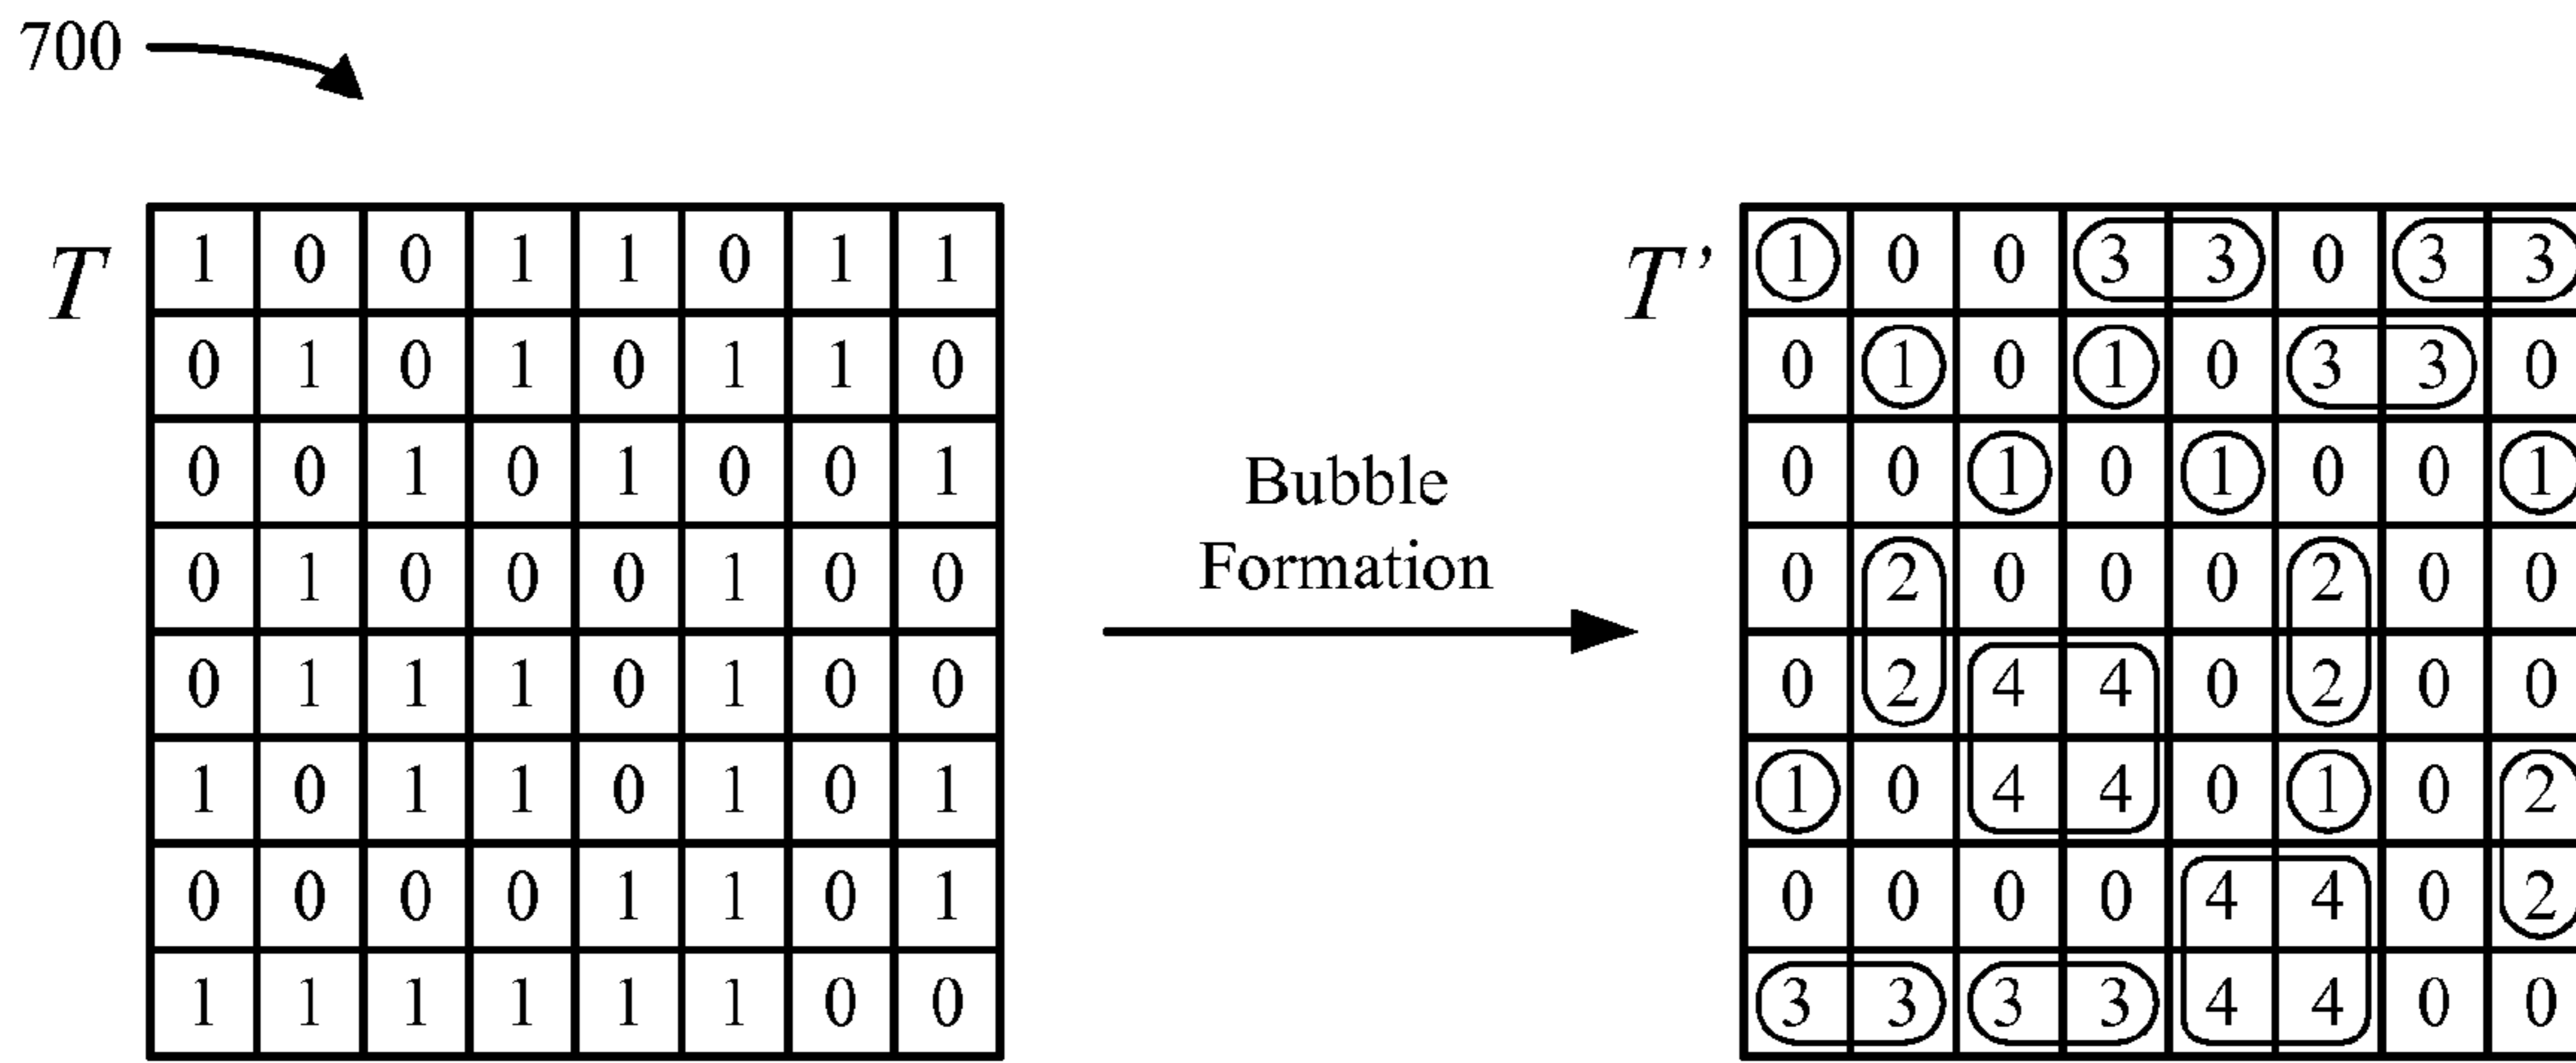 700
T
1 0 0 1 1 0 1 1
0 1 0 1 0 1 1 0
0 0 1 0 1 0 0 1
0 1 0 0 0 1 0 0
0 1 1 1 0 1 0 0
1 0 1 1 0 1 0 1
0 0 0 0 1 1 0 1
1 1 1 1 1 1 0 0
Bubble
Formation
T’
1 0 0 3 3 0 3 3
0 1 0 1 0 3 3 0
0 0 1 0 1 0 0 1
0 2 0 0 0 2 0 0
0 2 4 4 0 2 0 0
1 0 4 4 0 1 0 2
0 0 0 0 4 4 0 2
3 3 3 3 4 4 0 0